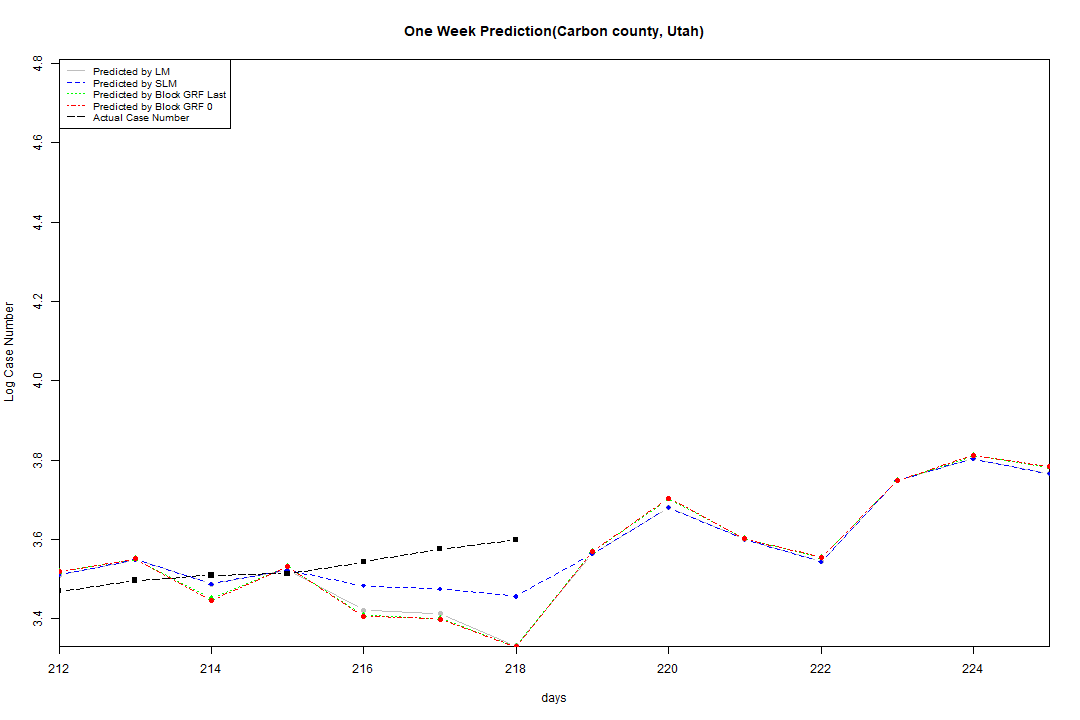 One Week Prediction(Carbon county, Utah)
Predicted by LM
Predicted by SLM
Predicted by Block GRF Last
Predicted by Block GRF 0
Actual Case Number
Log Case Number
4.8
4.6
4.4
4.2
4.0
3.8
3.6
3.4
212 214 216 218 220 222 224
days